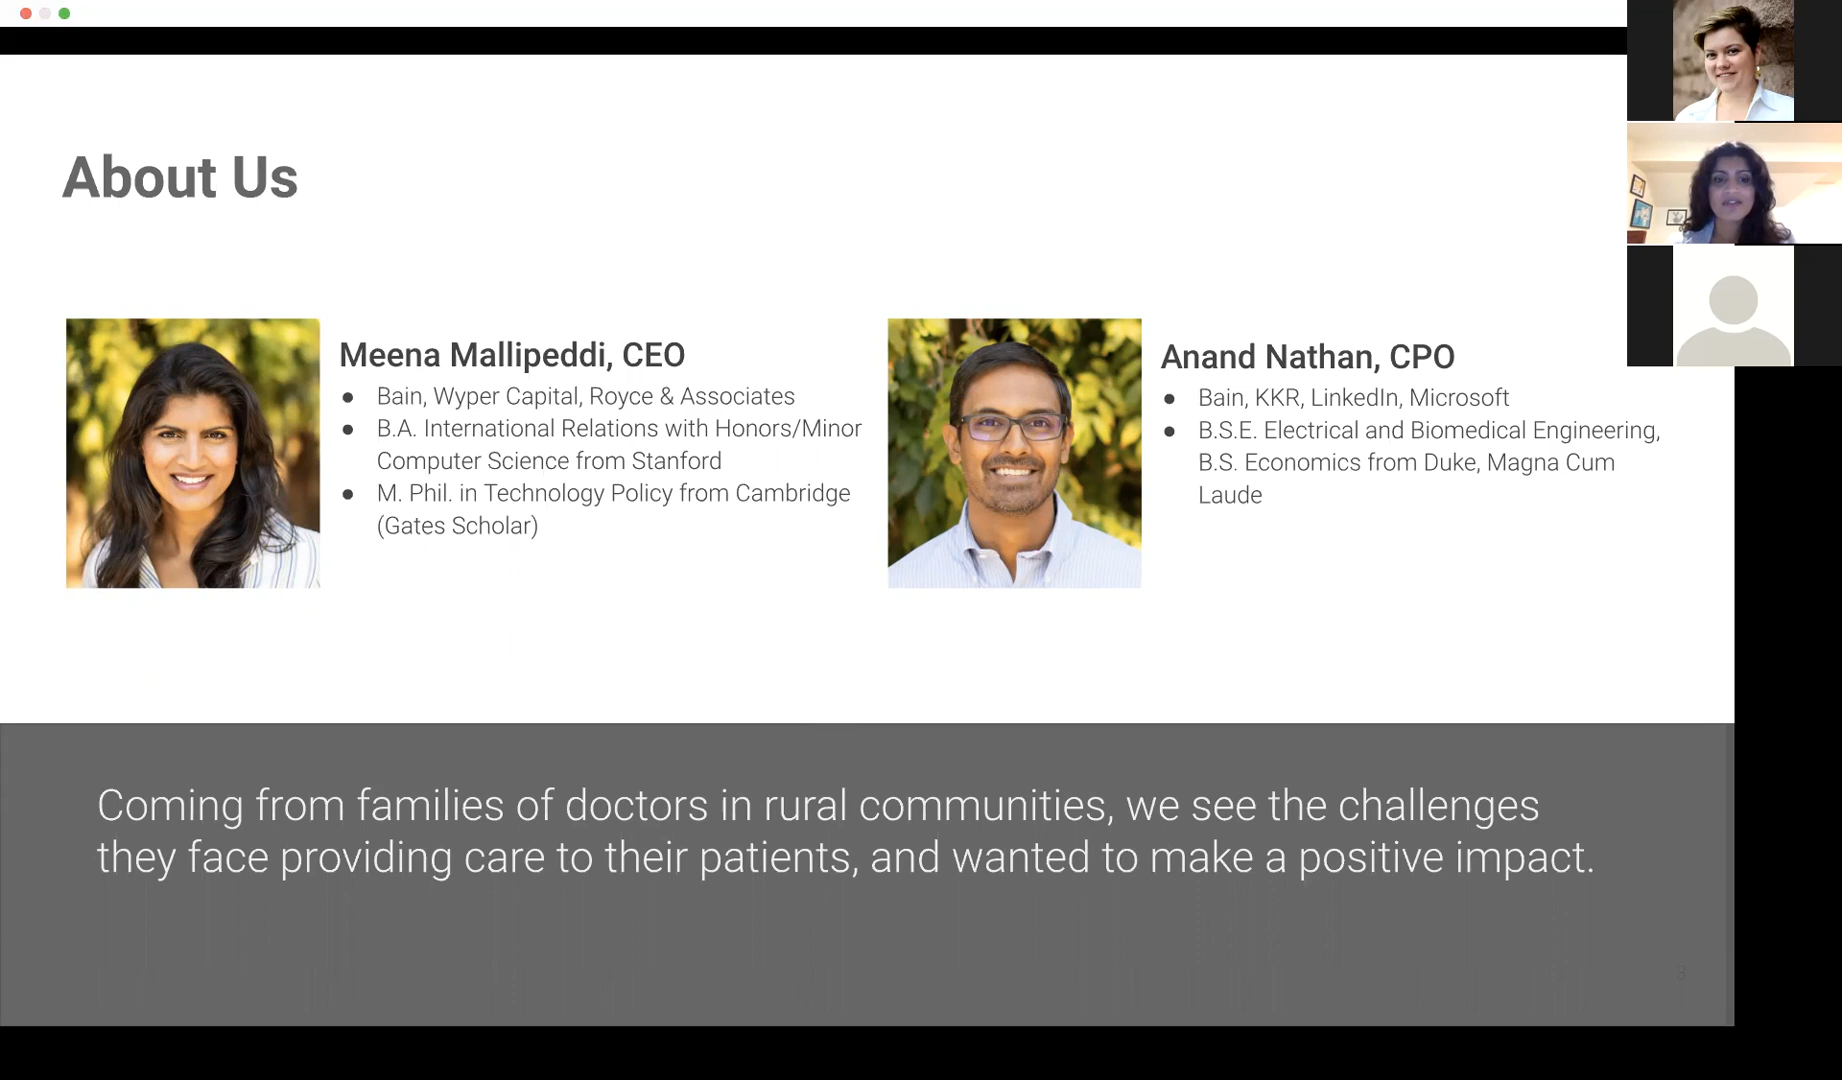 About Us
Meena Mallipeddi, CEO
● Bain, Wyper Capital, Royce & Associates
● B.A. International Relations with Honors/Minor
Computer Science from Stanford
● M. Phil. in Technology Policy from Cambridge
(Gates Scholar)
Anand Nathan, CPO
● Bain, KKR, LinkedIn, Microsoft
● B.S.E. Electrical and Biomedical Engineering,
B.S. Economics from Duke, Magna Cum
Laude
Coming from families of doctors in rural communities, we see the challenges
they face providing care to their patients, and wanted to make a positive impact.
3